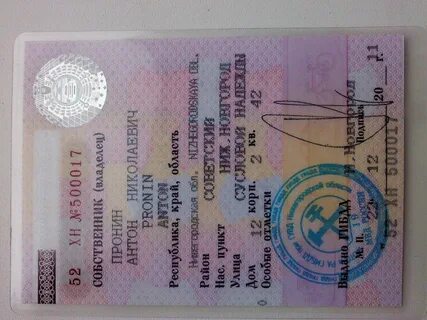 52 ХН №500017
СОБСТВЕННИК (владелец)
ПРОНИН
АНТОН НИКОЛАЕВИЧ
PRONIN
ANTON
Республика, край, область
НИЖЕГОРОДСКАЯ ОБЛ.
Район СОВЕТСКИЙ
Нас. пункт НИЖ.НОВГОРОД
Улица СУСЛОВОЙ НАДЕЖДЫ
Дом 12 корп. 2 кв. 42
Особые отметки
Выдано ГИБДД
Н.НОВГОРОД
Подпись
М.П.
12 20 11 г.
52 ХН 500017